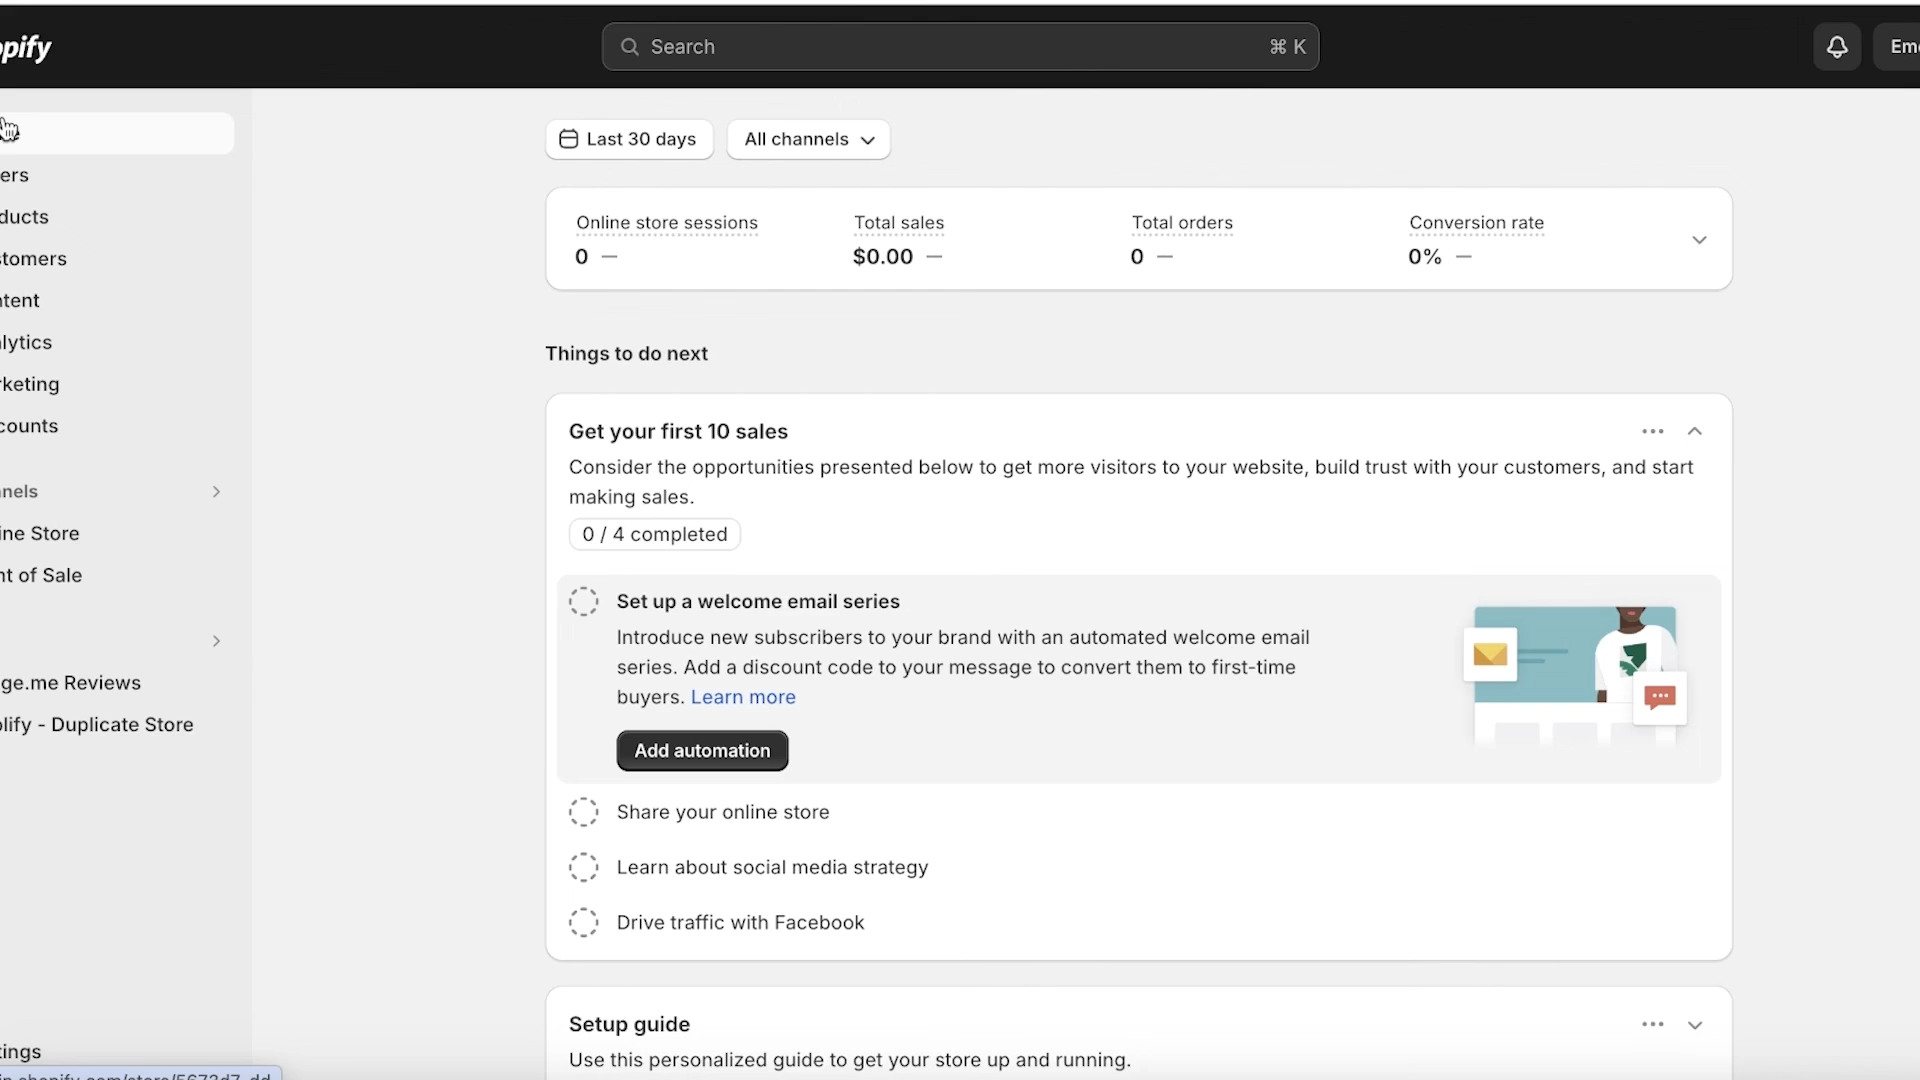 pify
Search
⌘ K
Eme
ers
ducts
stomers
ntent
lytics
rketing
counts
nels
ine Store
nt of Sale
ge.me Reviews
olify - Duplicate Store
tings
Last 30 days
All channels
Online store sessions
0 —
Total sales
$0.00 —
Total orders
0 —
Conversion rate
0% —
Things to do next
Get your first 10 sales
Consider the opportunities presented below to get more visitors to your website, build trust with your customers, and start
making sales.
0 / 4 completed
Set up a welcome email series
Introduce new subscribers to your brand with an automated welcome email
series. Add a discount code to your message to convert them to first-time
buyers. Learn more
Add automation
Share your online store
Learn about social media strategy
Drive traffic with Facebook
Setup guide
Use this personalized guide to get your store up and running.